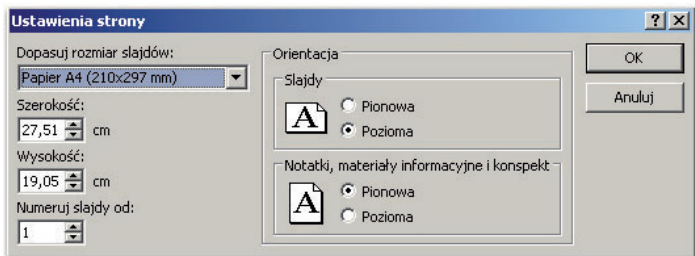 Ustawienia strony
Dopasuj rozmiar slajdów:
Papier A4 (210x297 mm)
Szerokość:
27,51 cm
Wysokość:
19,05 cm
Numeruj slajdy od:
1
Orientacja
Slajdy
A
Pionowa
Pozioma
Notatki, materiały informacyjne i konspekt
A
Pionowa
Pozioma
OK
Anuluj